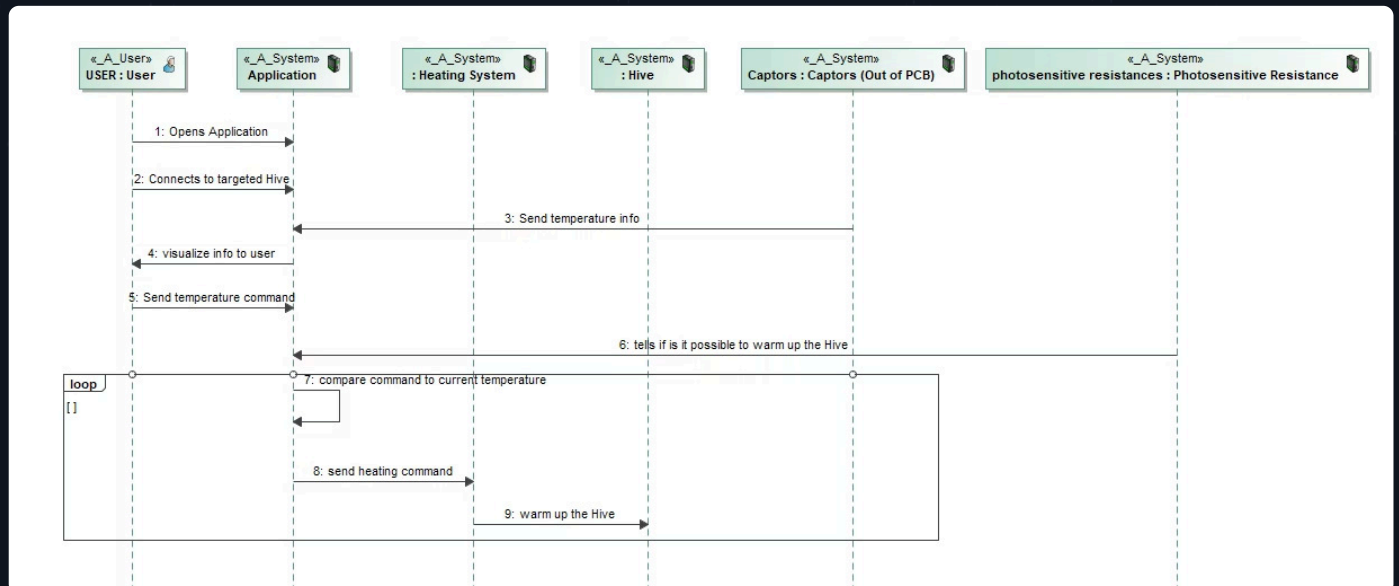 «_A_User»
USER : User
«_A_System»
Application
«_A_System»
: Heating System
«_A_System»
: Hive
«_A_System»
Captors : Captors (Out of PCB)
«_A_System»
photosensitive resistances : Photosensitive Resistance
1: Opens Application
2: Connects to targeted Hive
3: Send temperature info
4: visualize info to user
5: Send temperature command
6: tells if is it possible to warm up the Hive
loop
7: compare command to current temperature
[ ]
8: send heating command
9: warm up the Hive